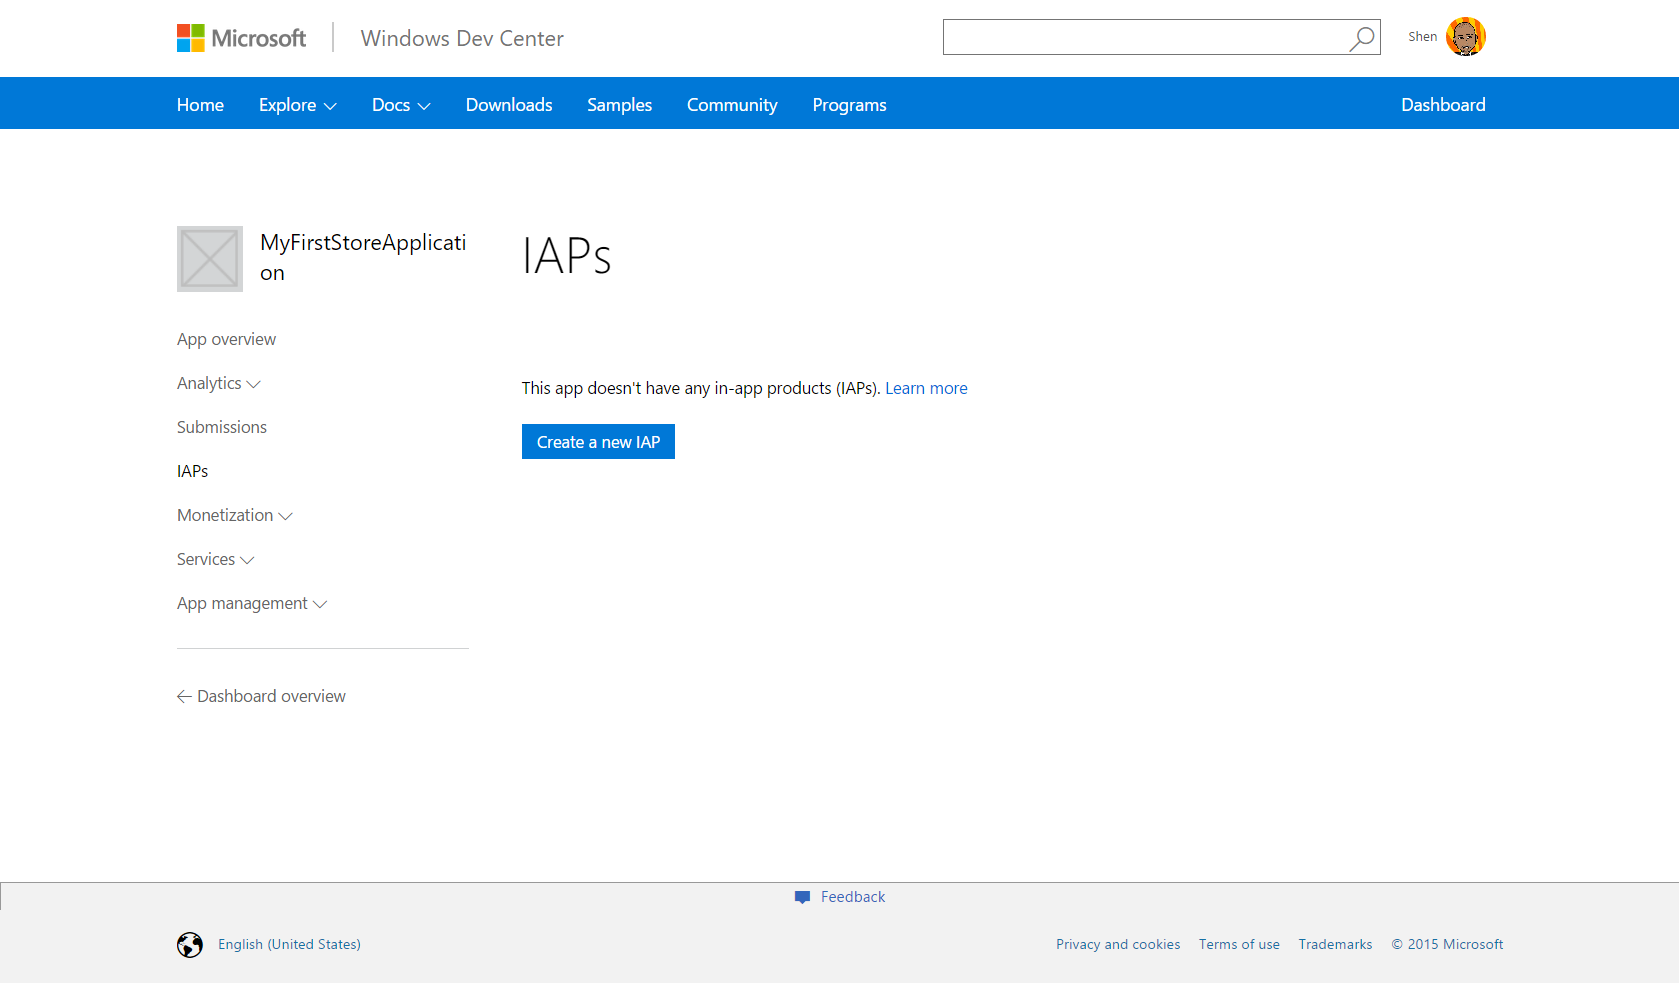 Microsoft Windows Dev Center
Shen
Home Explore Docs Downloads Samples Community Programs Dashboard
MyFirstStoreApplicati
on
IAPs
App overview
Analytics
Submissions
IAPs
Monetization
Services
App management
Dashboard overview
This app doesn't have any in-app products (IAPs). Learn more
Create a new IAP
Feedback
English (United States)
Privacy and cookies Terms of use Trademarks © 2015 Microsoft